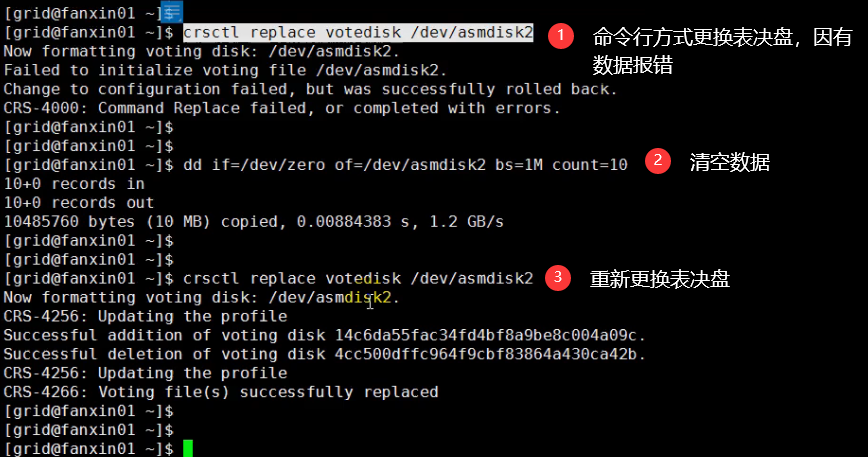 [grid@fanxin01 ~]$
[grid@fanxin01 ~]$ crsctl replace votedisk /dev/asmdisk2
1 命令行方式更换表决盘，因有
数据报错
Now formatting voting disk: /dev/asmdisk2.
Failed to initialize voting file /dev/asmdisk2.
Change to configuration failed, but was successfully rolled back.
CRS-4000: Command Replace failed, or completed with errors.
[grid@fanxin01 ~]$
[grid@fanxin01 ~]$
[grid@fanxin01 ~]$ dd if=/dev/zero of=/dev/asmdisk2 bs=1M count=10
2 清空数据
10+0 records in
10+0 records out
10485760 bytes (10 MB) copied, 0.00884383 s, 1.2 GB/s
[grid@fanxin01 ~]$
[grid@fanxin01 ~]$
[grid@fanxin01 ~]$ crsctl replace votedisk /dev/asmdisk2
3 重新更换表决盘
Now formatting voting disk: /dev/asmdisk2.
CRS-4256: Updating the profile
Successful addition of voting disk 14c6da55fac34fd4bf8a9be8c004a09c.
Successful deletion of voting disk 4cc500dffc964f9cbf83864a430ca42b.
CRS-4256: Updating the profile
CRS-4266: Voting file(s) successfully replaced
[grid@fanxin01 ~]$
[grid@fanxin01 ~]$
[grid@fanxin01 ~]$